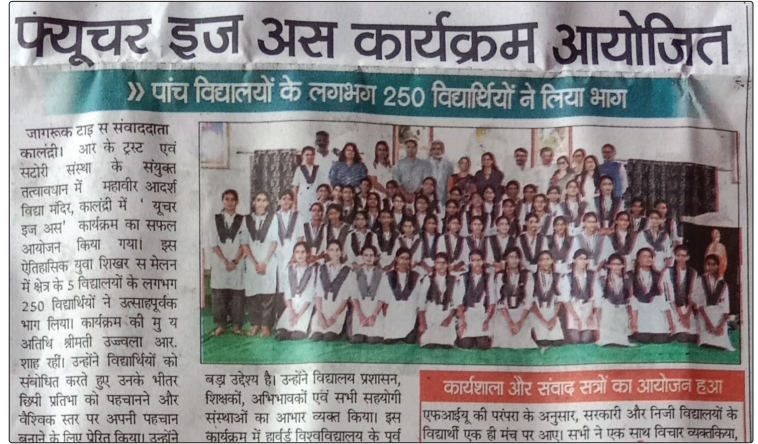 फ्यूचर इज अस कार्यक्रम आयोजित
» पांच विद्यालयों के लगभग 250 विद्यार्थियों ने लिया भाग
जागरूक टाइ स संवाददाता
कालंद्री। आर के ट्रस्ट एवं
सटोरी संस्था के संयुक्त
तत्वावधान में महावीर आदर्श
विद्या मंदिर, कालंद्री में ' यूचर
इज अस' कार्यक्रम का सफल
आयोजन किया गया। इस
ऐतिहासिक युवा शिखर स मेलन
में क्षेत्र के 5 विद्यालयों के लगभग
250 विद्यार्थियों ने उत्साहपूर्वक
भाग लिया। कार्यक्रम की मु य
अतिथि श्रीमती उज्ज्वला आर.
शाह रहीं। उन्होंने विद्यार्थियों को
संबोधित करते हुए उनके भीतर
छिपी प्रतिभा को पहचानने और
वैश्विक स्तर पर अपनी पहचान
बनाने के लिए प्रेरित किया। उन्होंने
बड़ा उद्देश्य है। उन्होंने विद्यालय प्रशासन,
शिक्षकों, अभिभावकों एवं सभी सहयोगी
संस्थाओं का आभार व्यक्त किया। इस
कार्यक्रम में हार्वर्ड विश्वविद्यालय के पूर्व
कार्यशाला और संवाद सत्रों का आयोजन हुआ
एफआईयू की परंपरा के अनुसार, सरकारी और निजी विद्यालयों के
विद्यार्थी एक ही मंच पर आए। सभी ने एक साथ विचार व्यक्तकिया,